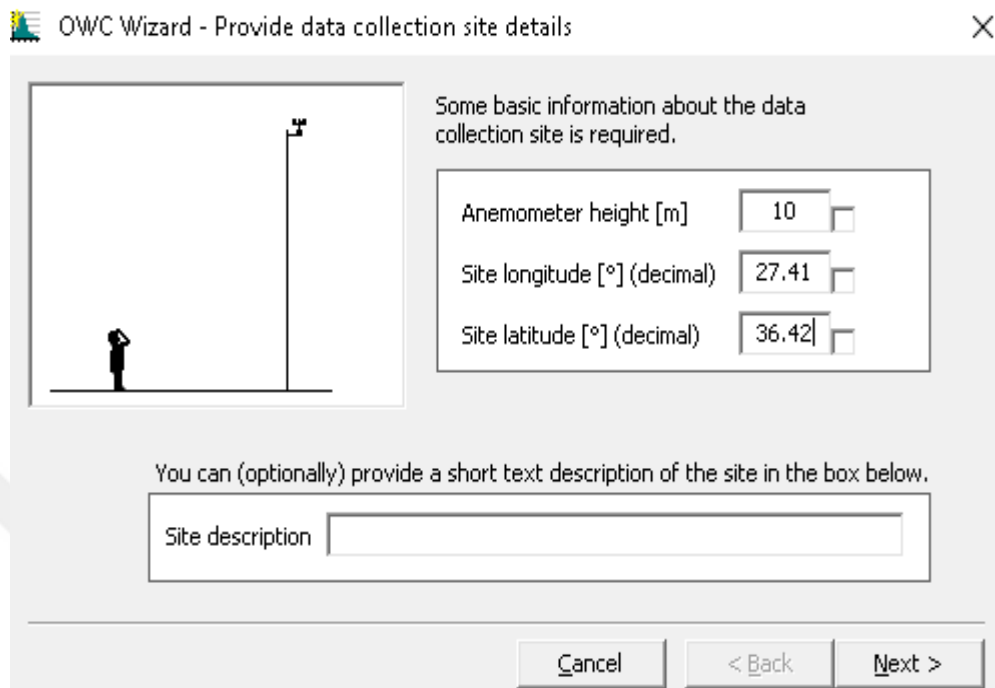 OWC Wizard - Provide data collection site details
Some basic information about the data
collection site is required.
Anemometer height [m] 10
Site longitude [°] (decimal) 27.41
Site latitude [°] (decimal) 36.42
You can (optionally) provide a short text description of the site in the box below.
Site description
Cancel < Back Next >